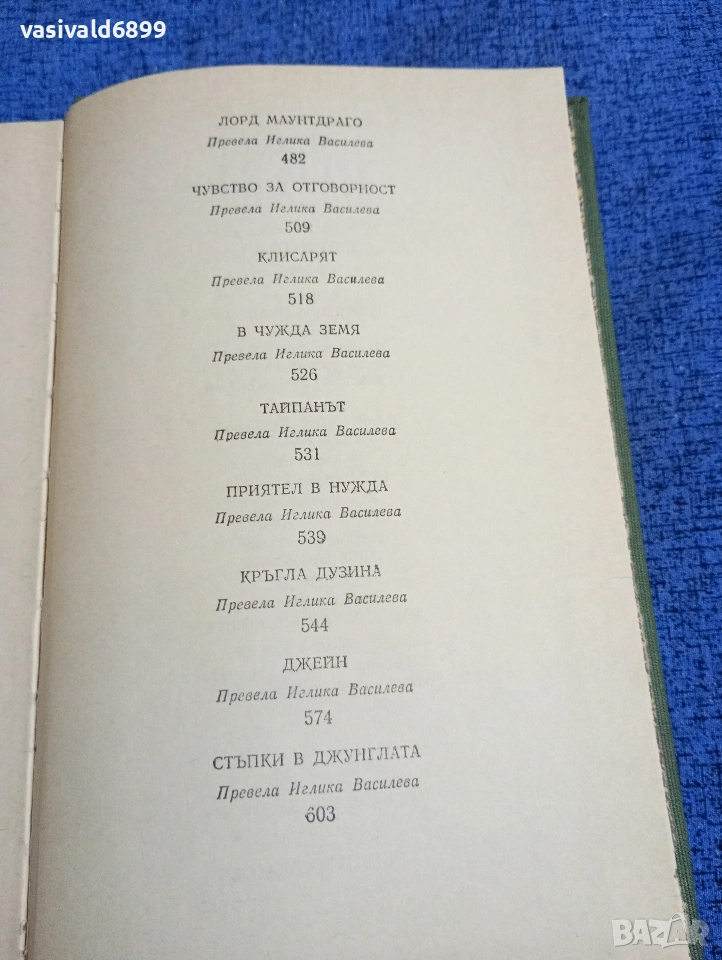 vasivald6899
ЛОРД МАУНТДРАГО
Превела Иглика Василева
482
ЧУВСТВО ЗА ОТГОВОРНОСТ
Превела Иглика Василева
509
КЛИСАРЯТ
Превела Иглика Василева
518
В ЧУЖДА ЗЕМЯ
Превела Иглика Василева
526
ТАЙПАНЪТ
Превела Иглика Василева
531
ПРИЯТЕЛ В НУЖДА
Превела Иглика Василева
539
КРЪГЛА ДУЗИНА
Превела Иглика Василева
544
ДЖЕЙН
Превела Иглика Василева
574
СТЪПКИ В ДЖУНГЛАТА
Превела Иглика Василева
603
BAZAR